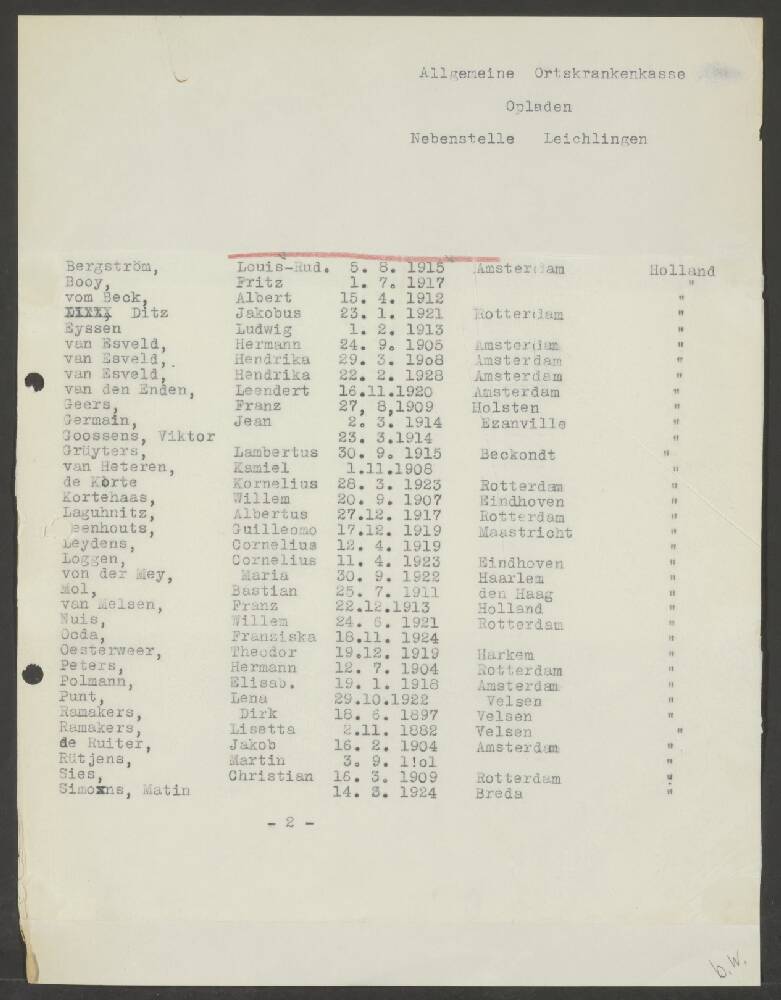 Allgemeine Ortskrankenkasse
Opladen
Nebenstelle Leichlingen
Bergström, Louis-Rud. 5. 8. 1915 Amsterdam Holland
Booy, Fritz 1. 7. 1917 "
vom Beck, Albert 15. 4. 1912 "
Ditz Jakobus 23. 1. 1921 Rotterdam "
Eyssen Ludwig 1. 2. 1913 "
van Esveld, Hermann 24. 9. 1905 Amsterdam "
van Esveld, Hendrika 29. 3. 19o8 Amsterdam "
van Esveld, Hendrika 22. 2. 1928 Amsterdam "
van den Enden, Leendert 16.11.1920 Amsterdam "
Geers, Franz 27, 8,1909 Holsten "
Germain, Jean 2. 3. 1914 Ezanville "
Goossens, Viktor 23. 3.1914 "
Grüyters, Lambertus 30. 9. 1915 Beckondt "
van Heteren, Kamiel 1.11.1908 "
de Korte Kornelius 28. 3. 1923 Rotterdam "
Kortehaas, Willem 20. 9. 1907 Eindhoven "
Laguhnitz, Albertus 27.12. 1917 Rotterdam "
eenhouts, Guilleomo 17.12. 1919 Maastricht "
Leydens, Cornelius 12. 4. 1919 "
Loggen, Cornelius 11. 4. 1923 Eindhoven "
von der Mey, Maria 30. 9. 1922 Haarlem "
Mol, Bastian 25. 7. 1911 den Haag "
van Melsen, Franz 22.12.1913 Holland "
Nuis, Willem 24. 6. 1921 Rotterdam "
Ooda, Franziska 18.11. 1924 "
Oesterweer, Theodor 19.12. 1919 Harkem "
Peters, Hermann 12. 7. 1904 Rotterdam "
Polmann, Elisab. 19. 1. 1918 Amsterdam "
Punt, Lena 29.10.1922 Velsen "
Ramakers, Dirk 18. 6. 1897 Velsen "
Ramakers, Lisetta 2.11. 1882 Velsen "
de Ruiter, Jakob 16. 2. 1904 Amsterdam "
Rütjens, Martin 3. 9. 1!o1 "
Sies, Christian 16. 3. 1909 Rotterdam "
Simons, Matin 14. 3. 1924 Breda "
- 2 -
b.w.